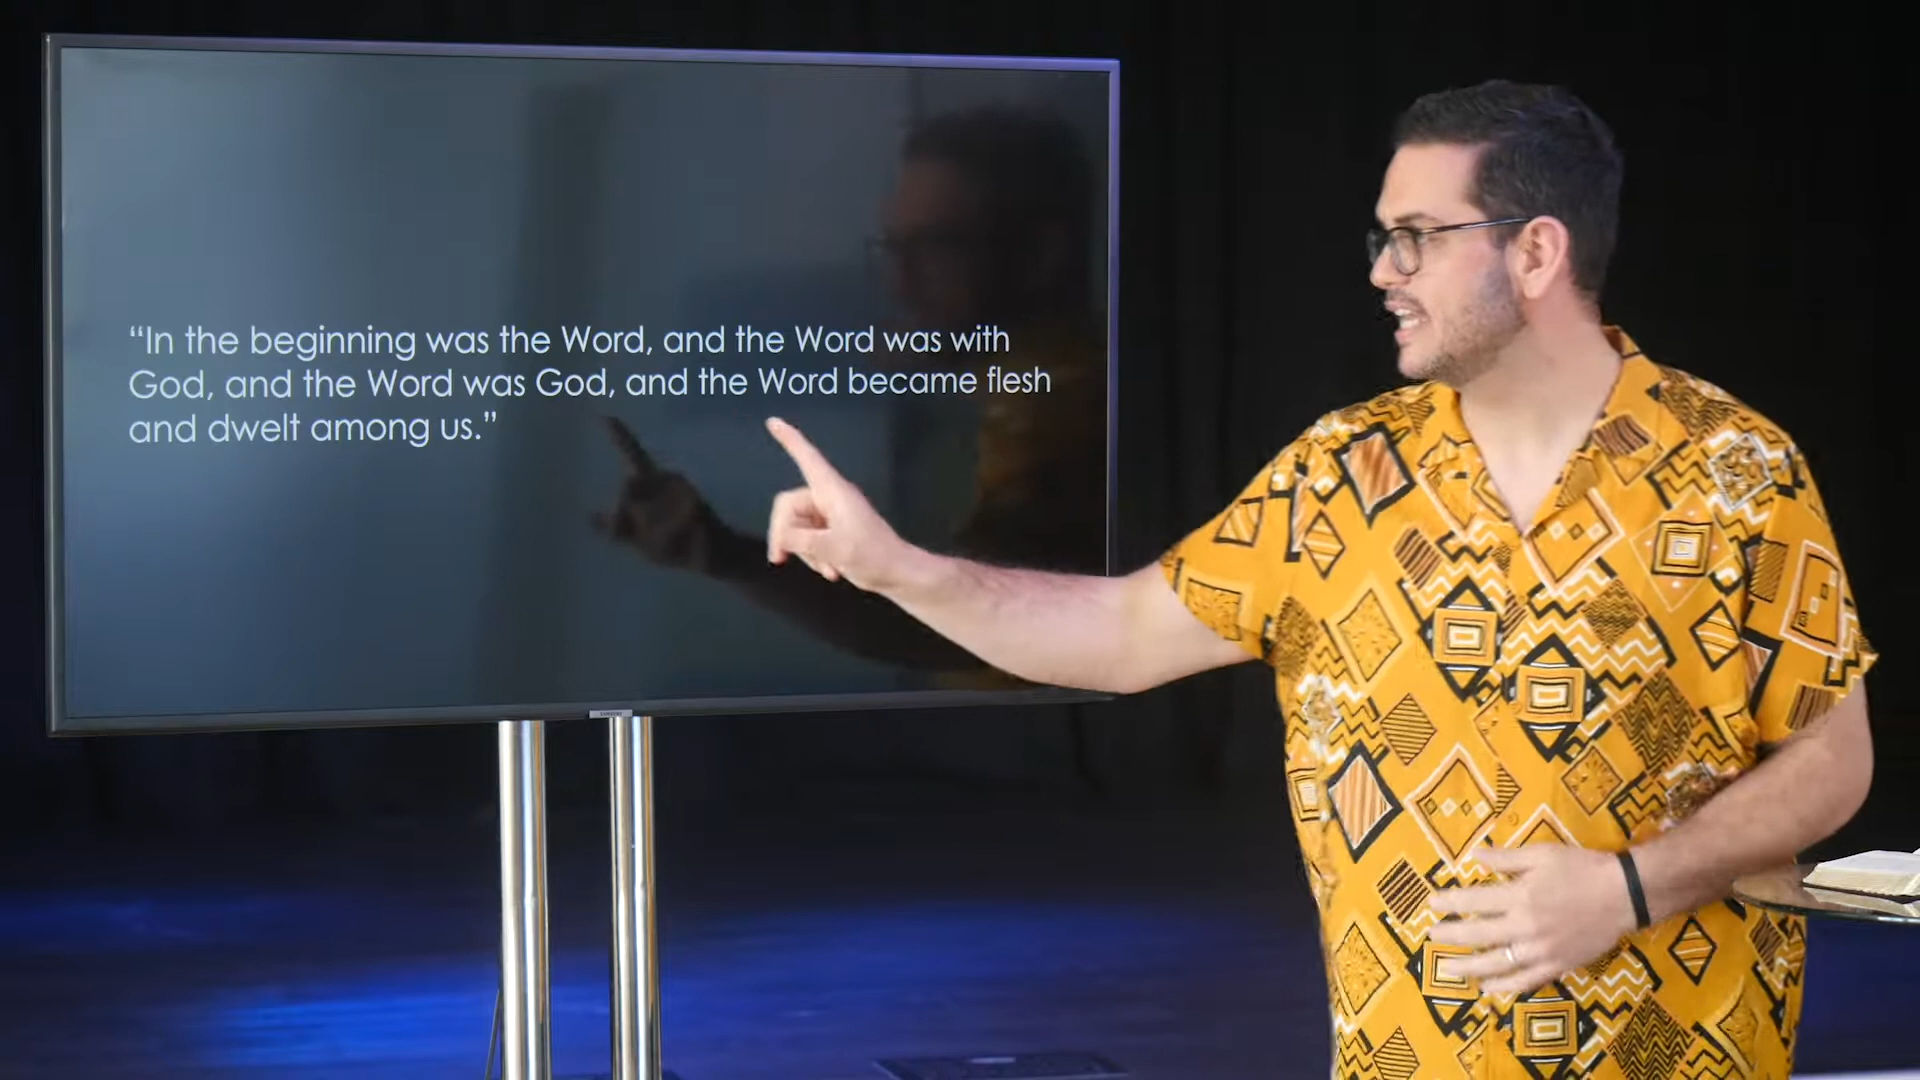 “In the beginning was the Word, and the Word was with
God, and the Word was God, and the Word became flesh
and dwelt among us.”
SAMSUNG